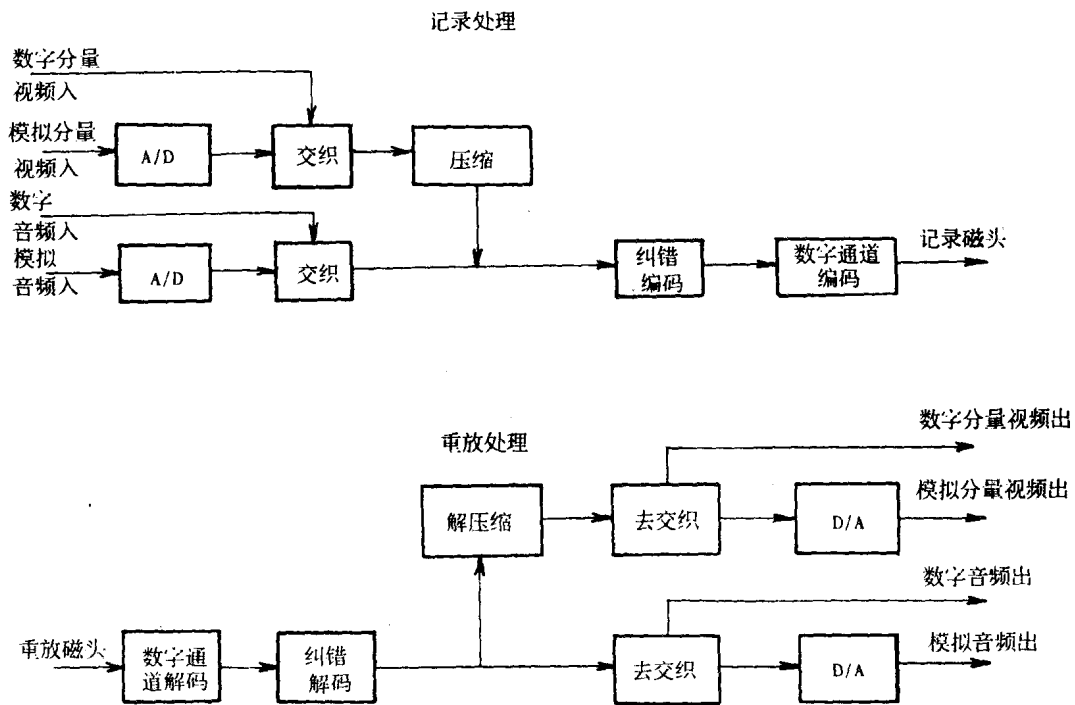 记录处理
数字分量
视频入
模拟分量
视频入
A/D
交织
压缩
数字
音频入
模拟
音频入
A/D
交织
纠错
编码
数字通道
编码
记录磁头
重放处理
数字分量视频出
解压缩
去交织
D/A
模拟分量视频出
数字音频出
重放磁头
数字通
道解码
纠错
解码
去交织
D/A
模拟音频出